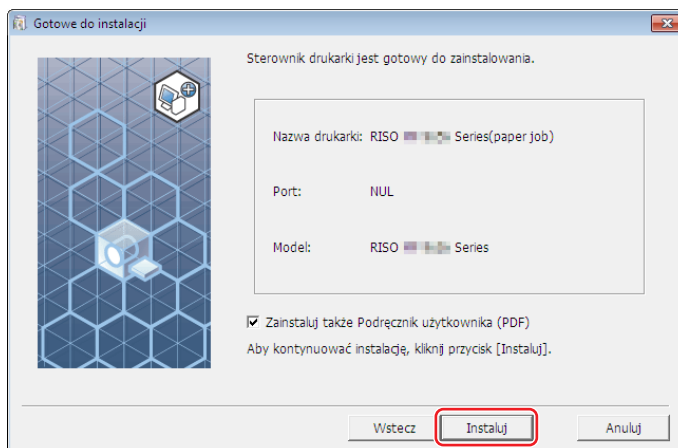 Gotowe do instalacji
Sterownik drukarki jest gotowy do zainstalowania.
Nazwa drukarki: RISO Series(paper job)
Port: NUL
Model: RISO Series
Zainstaluj także Podręcznik użytkownika (PDF)
Aby kontynuować instalację, kliknij przycisk [Instaluj].
Wstecz Instaluj Anuluj